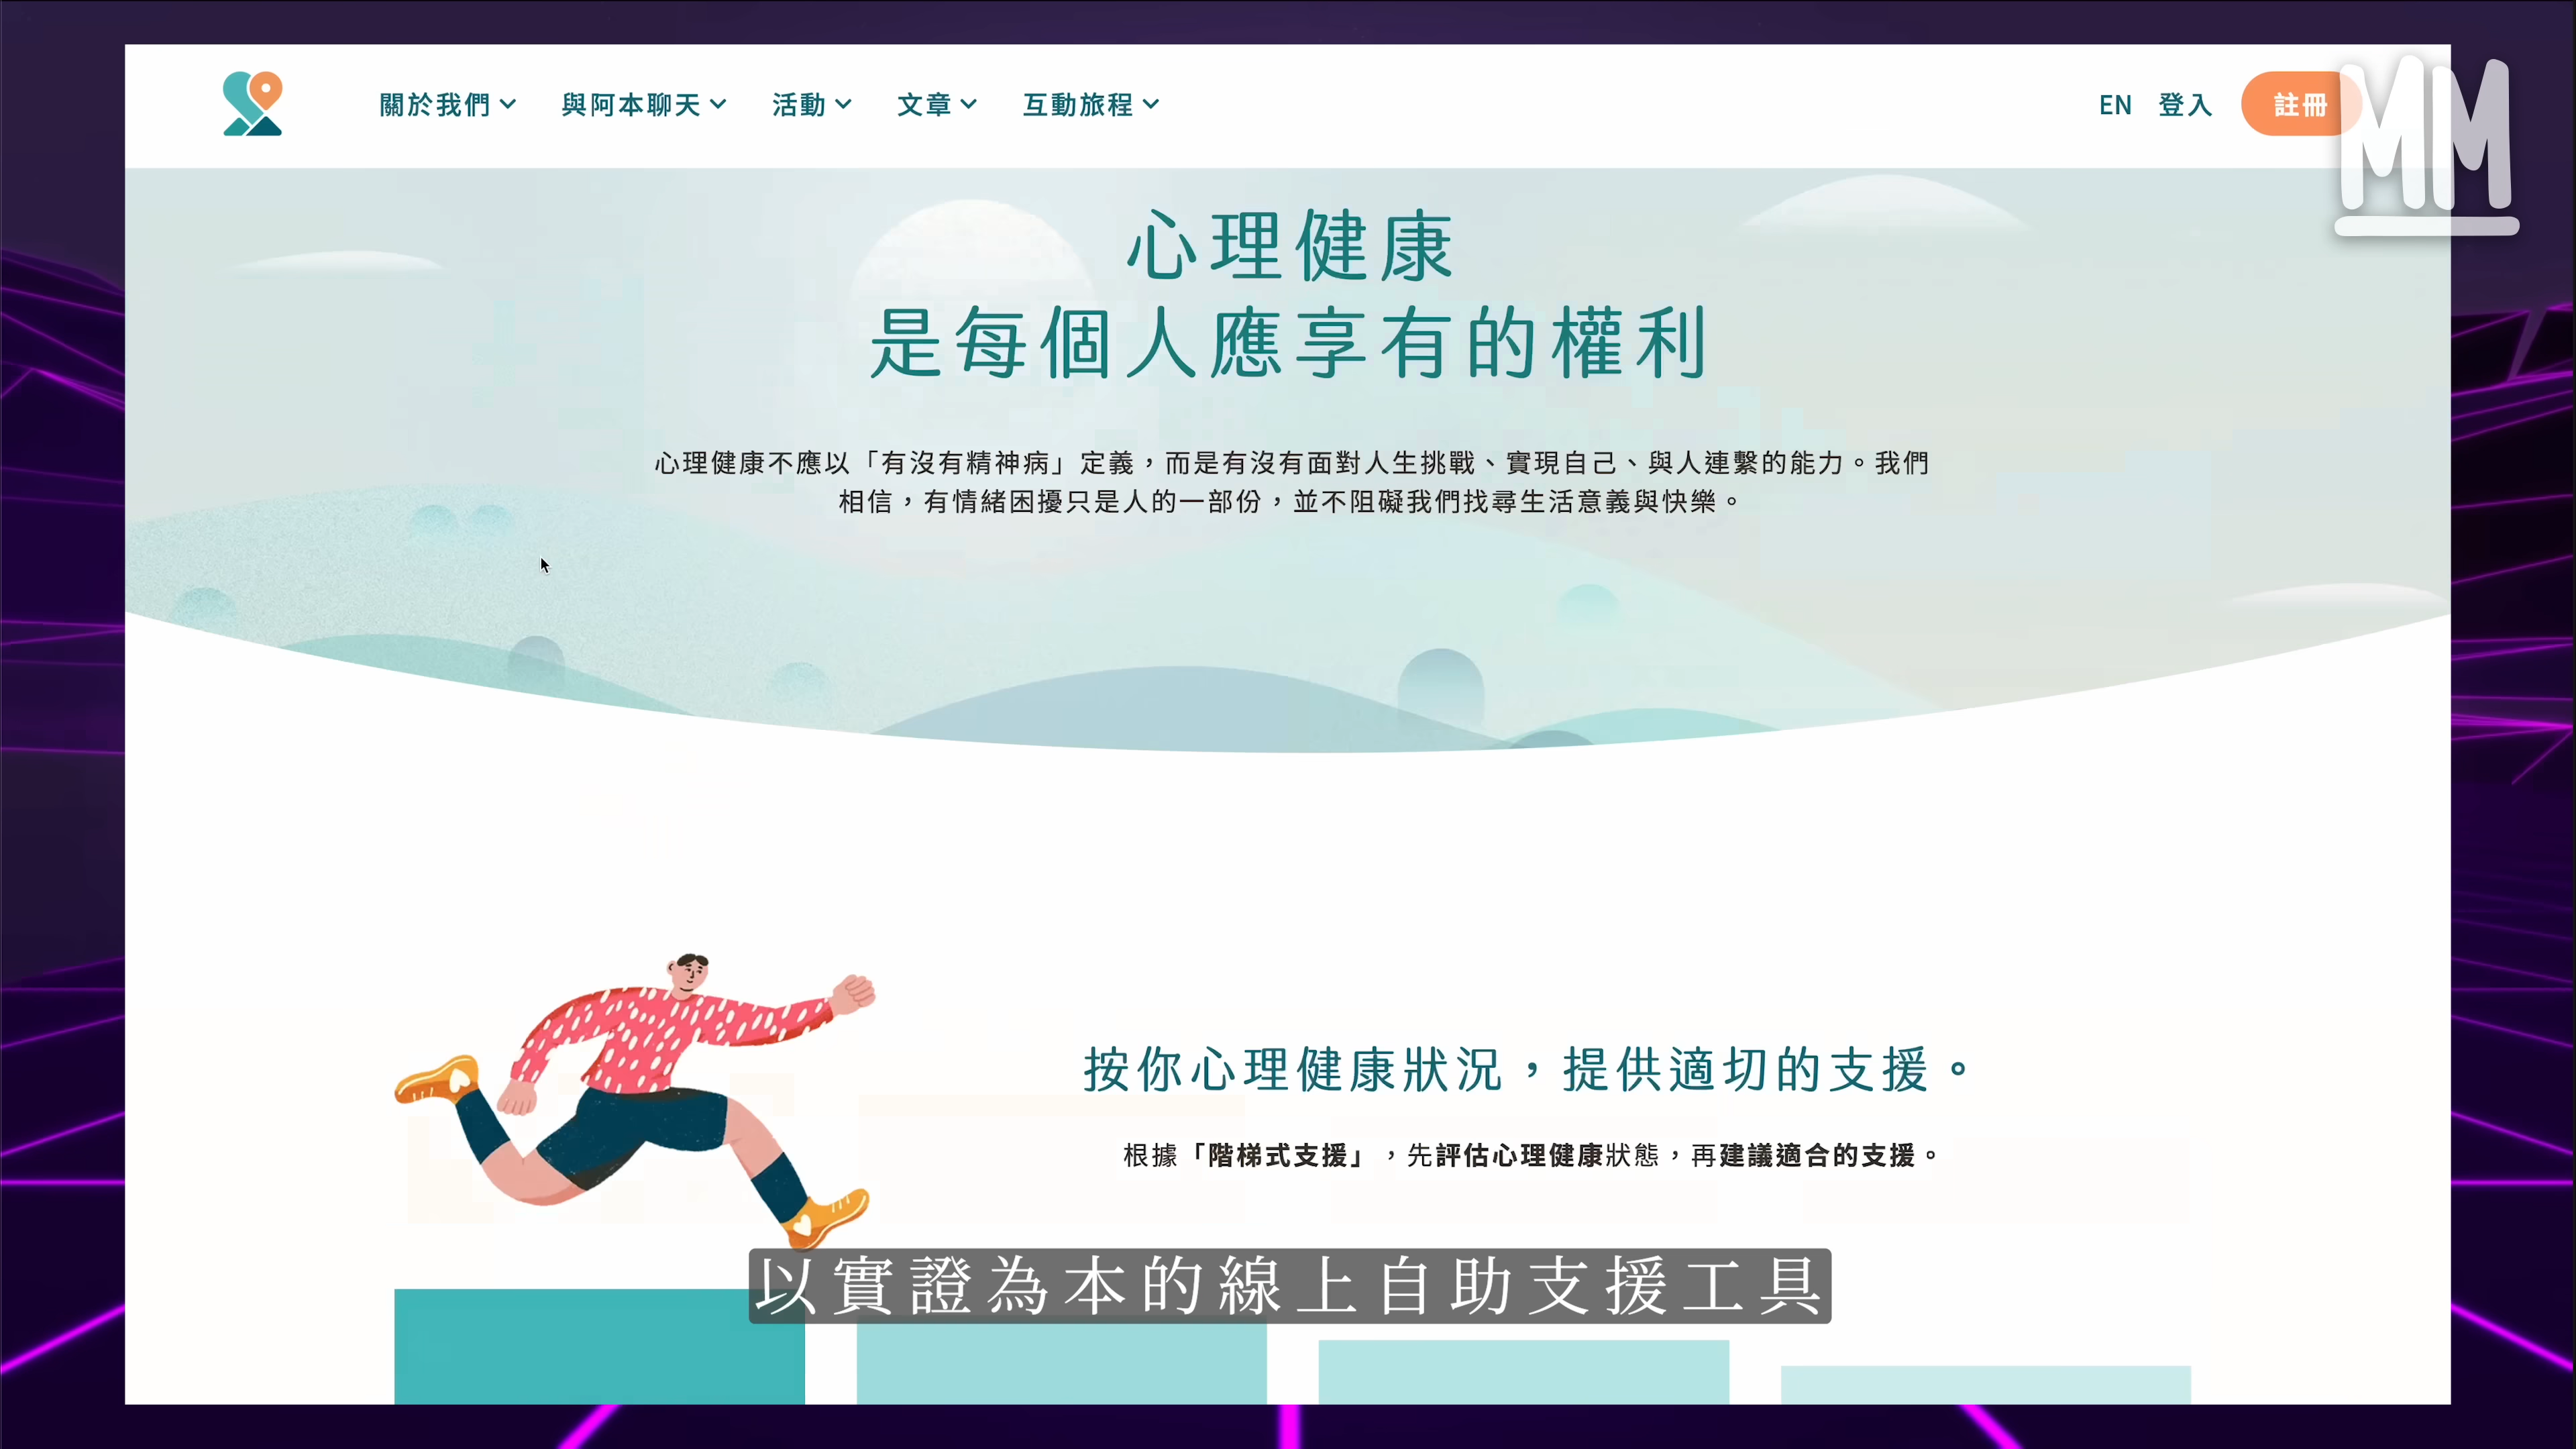 關於我們 與阿本聊天 活動 文章 互動旅程 EN 登入 註冊
MM
心理健康
是每個人應享有的權利
心理健康不應以「有沒有精神病」定義，而是有沒有面對人生挑戰、實現自己、與人連繫的能力。我們
相信，有情緒困擾只是人的一部份，並不阻礙我們找尋生活意義與快樂。
按你心理健康狀況，提供適切的支援。
根據「階梯式支援」，先評估心理健康狀態，再建議適合的支援。
以實證為本的線上自助支援工具